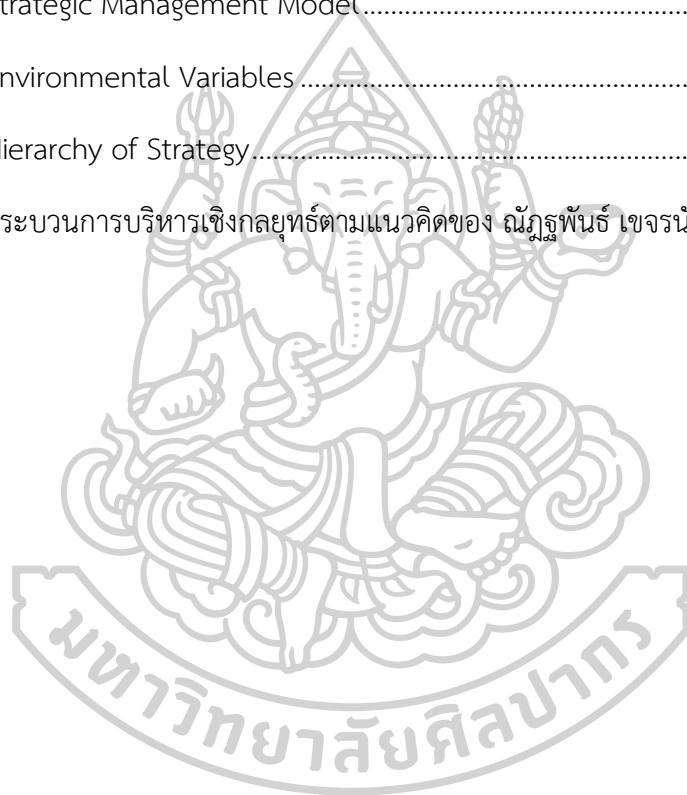 trategic Management Model
nvironmental Variables
ierarchy of Strategy
ระบวนการบริหารเชิงกลยุทธ์ตามแนวคิดของ ณัฏฐพันธ์ เขจรนั
มหาวิทยาลัยศิลปากร